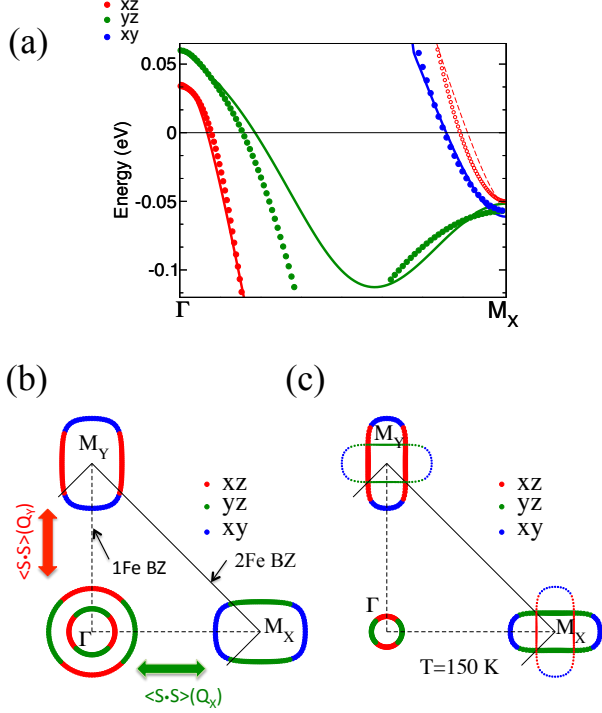 (a)
xz
yz
xy
0.05
0
-0.05
-0.1
Energy (eV)
Γ
M_X
(b)
M_Y
xz
yz
xy
<S•S>(Q_Y)
1Fe BZ
2Fe BZ
Γ
M_X
<S•S>(Q_X)
(c)
M_Y
xz
yz
xy
Γ
M_X
T=150 K